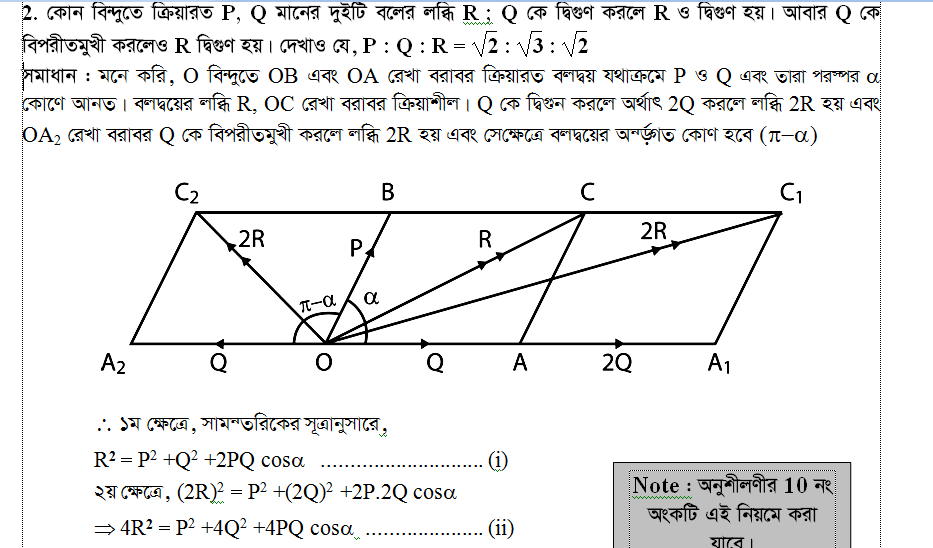 2. কোন বিন্দুতে ক্রিয়ারত P, Q মানের দুইটি বলের লব্ধি R ; Q কে দ্বিগুণ করলে R ও দ্বিগুণ হয়। আবার Q কে
বিপরীতমুখী করলেও R দ্বিগুণ হয়। দেখাও যে, P : Q : R = √2 : √3 : √2
সমাধান : মনে করি, O বিন্দুতে OB এবং OA রেখা বরাবর ক্রিয়ারত বলদ্বয় যথাক্রমে P ও Q এবং তারা পরষ্পর α
কোণে আনত। বলদ্বয়ের লব্ধি R, OC রেখা বরাবর ক্রিয়াশীল। Q কে দ্বিগুন করলে অর্থাৎ 2Q করলে লব্ধি 2R হয় এবং
OA₂ রেখা বরাবর Q কে বিপরীতমুখী করলে লব্ধি 2R হয় এবং সেক্ষেত্রে বলদ্বয়ের কোণ হবে (π–α)
C₂ B C C₁
2R P R 2R
π–α α
A₂ Q O Q A 2Q A₁
∴ ১ম ক্ষেত্রে, সামন্তরিকের সূত্রানুসারে,
R² = P² +Q² +2PQ cosα ............................ (i)
২য় ক্ষেত্রে, (2R)² = P² +(2Q)² +2P.2Q cosα
⇒ 4R² = P² +4Q² +4PQ cosα .................... (ii)
Note : অনুশীলণীর 10 নং
অংকটি এই নিয়মে করা
যাবে।